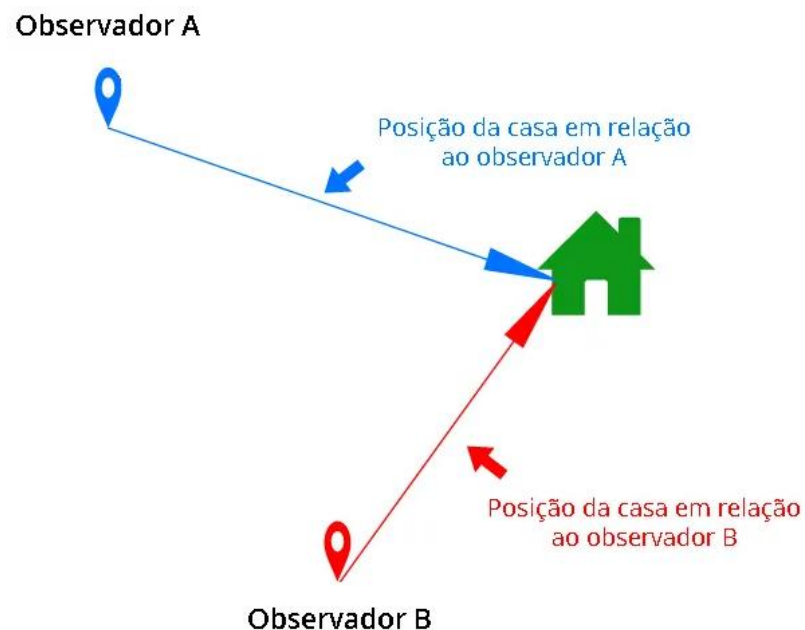 Observador A
Posição da casa em relação
ao observador A
Posição da casa em relação
ao observador B
Observador B